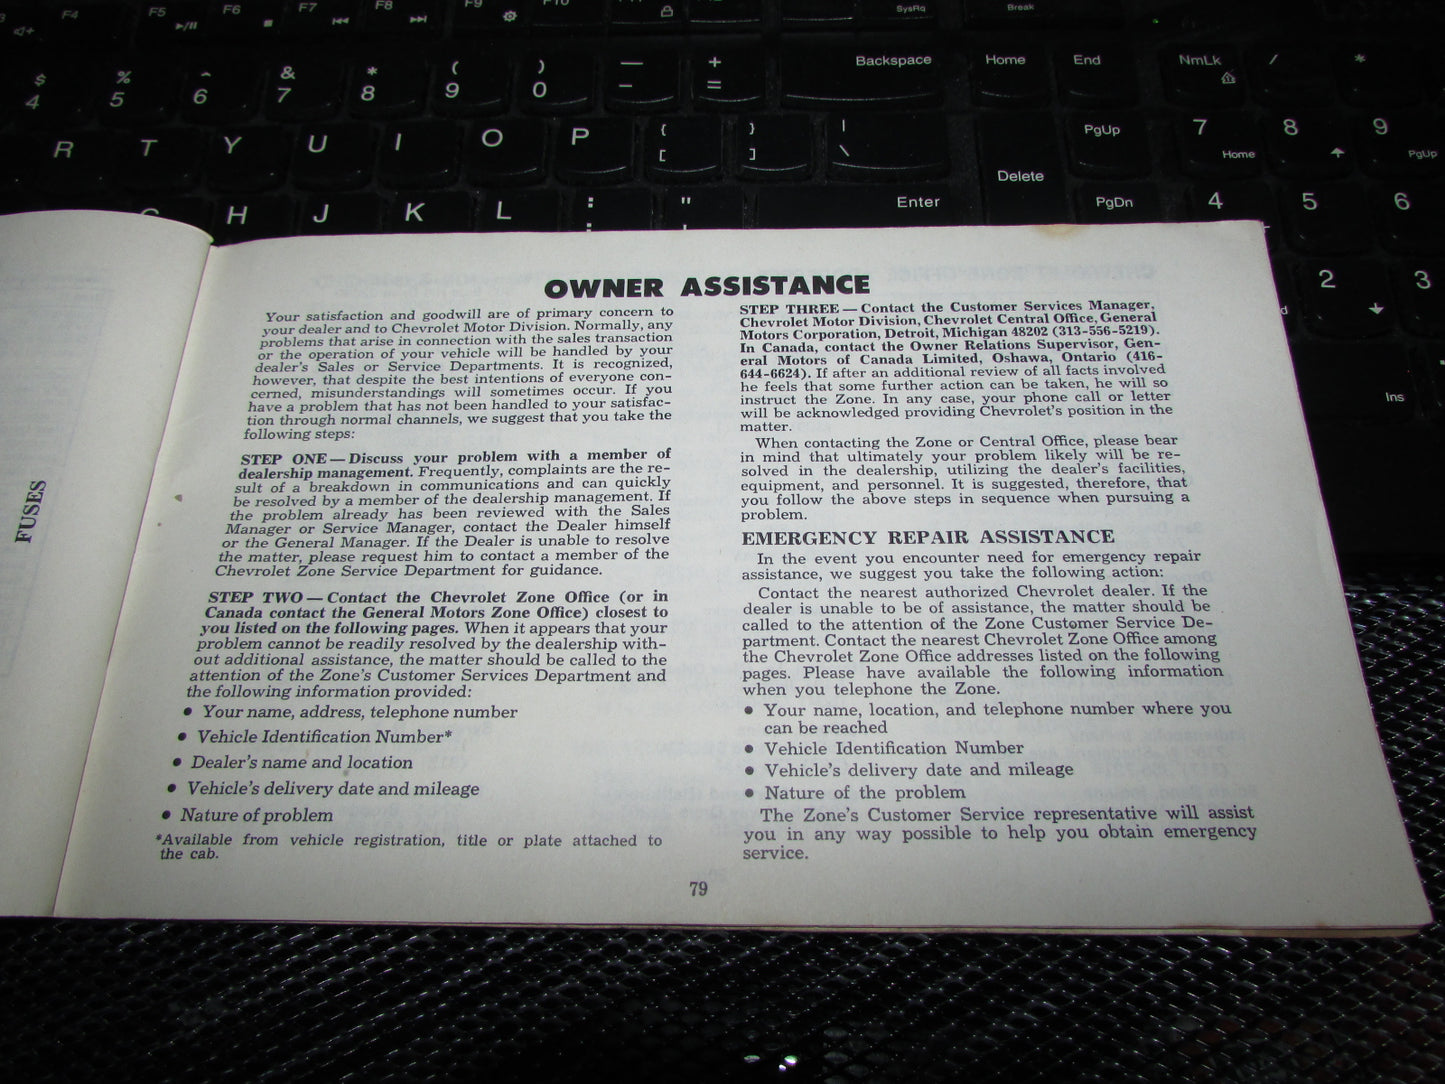 F4
F5
F6
F7
F8
F9
SysRq
Break
$ 4
% 5
^ 6
& 7
* 8
( 9
) 0
— -
+ =
Backspace
Home
End
NmLk
/
*
R
T
Y
U
I
O
P
{ [
} ]
| \
Delete
PgUp
7 Home
8
9 PgUp
H
J
K
L
: ;
" '
Enter
PgDn
4
5
6
2
3
Ins
FUSES
OWNER ASSISTANCE
Your satisfaction and goodwill are of primary concern to
your dealer and to Chevrolet Motor Division. Normally, any
problems that arise in connection with the sales transaction
or the operation of your vehicle will be handled by your
dealer's Sales or Service Departments. It is recognized,
however, that despite the best intentions of everyone con-
cerned, misunderstandings will sometimes occur. If you
have a problem that has not been handled to your satisfac-
tion through normal channels, we suggest that you take the
following steps:
STEP ONE — Discuss your problem with a member of
dealership management. Frequently, complaints are the re-
sult of a breakdown in communications and can quickly
be resolved by a member of the dealership management. If
the problem already has been reviewed with the Sales
Manager or Service Manager, contact the Dealer himself
or the General Manager. If the Dealer is unable to resolve
the matter, please request him to contact a member of the
Chevrolet Zone Service Department for guidance.
STEP TWO — Contact the Chevrolet Zone Office (or in
Canada contact the General Motors Zone Office) closest to
you listed on the following pages. When it appears that your
problem cannot be readily resolved by the dealership with-
out additional assistance, the matter should be called to the
attention of the Zone's Customer Services Department and
the following information provided:
● Your name, address, telephone number
● Vehicle Identification Number*
● Dealer's name and location
● Vehicle's delivery date and mileage
● Nature of problem
*Available from vehicle registration, title or plate attached to
the cab.
STEP THREE — Contact the Customer Services Manager,
Chevrolet Motor Division, Chevrolet Central Office, General
Motors Corporation, Detroit, Michigan 48202 (313-556-5219).
In Canada, contact the Owner Relations Supervisor, Gen-
eral Motors of Canada Limited, Oshawa, Ontario (416-
644-6624). If after an additional review of all facts involved
he feels that some further action can be taken, he will so
instruct the Zone. In any case, your phone call or letter
will be acknowledged providing Chevrolet's position in the
matter.
When contacting the Zone or Central Office, please bear
in mind that ultimately your problem likely will be re-
solved in the dealership, utilizing the dealer's facilities,
equipment, and personnel. It is suggested, therefore, that
you follow the above steps in sequence when pursuing a
problem.
EMERGENCY REPAIR ASSISTANCE
In the event you encounter need for emergency repair
assistance, we suggest you take the following action:
Contact the nearest authorized Chevrolet dealer. If the
dealer is unable to be of assistance, the matter should be
called to the attention of the Zone Customer Service De-
partment. Contact the nearest Chevrolet Zone Office among
the Chevrolet Zone Office addresses listed on the following
pages. Please have available the following information
when you telephone the Zone.
● Your name, location, and telephone number where you
can be reached
● Vehicle Identification Number
● Vehicle's delivery date and mileage
● Nature of the problem
The Zone's Customer Service representative will assist
you in any way possible to help you obtain emergency
service.
79